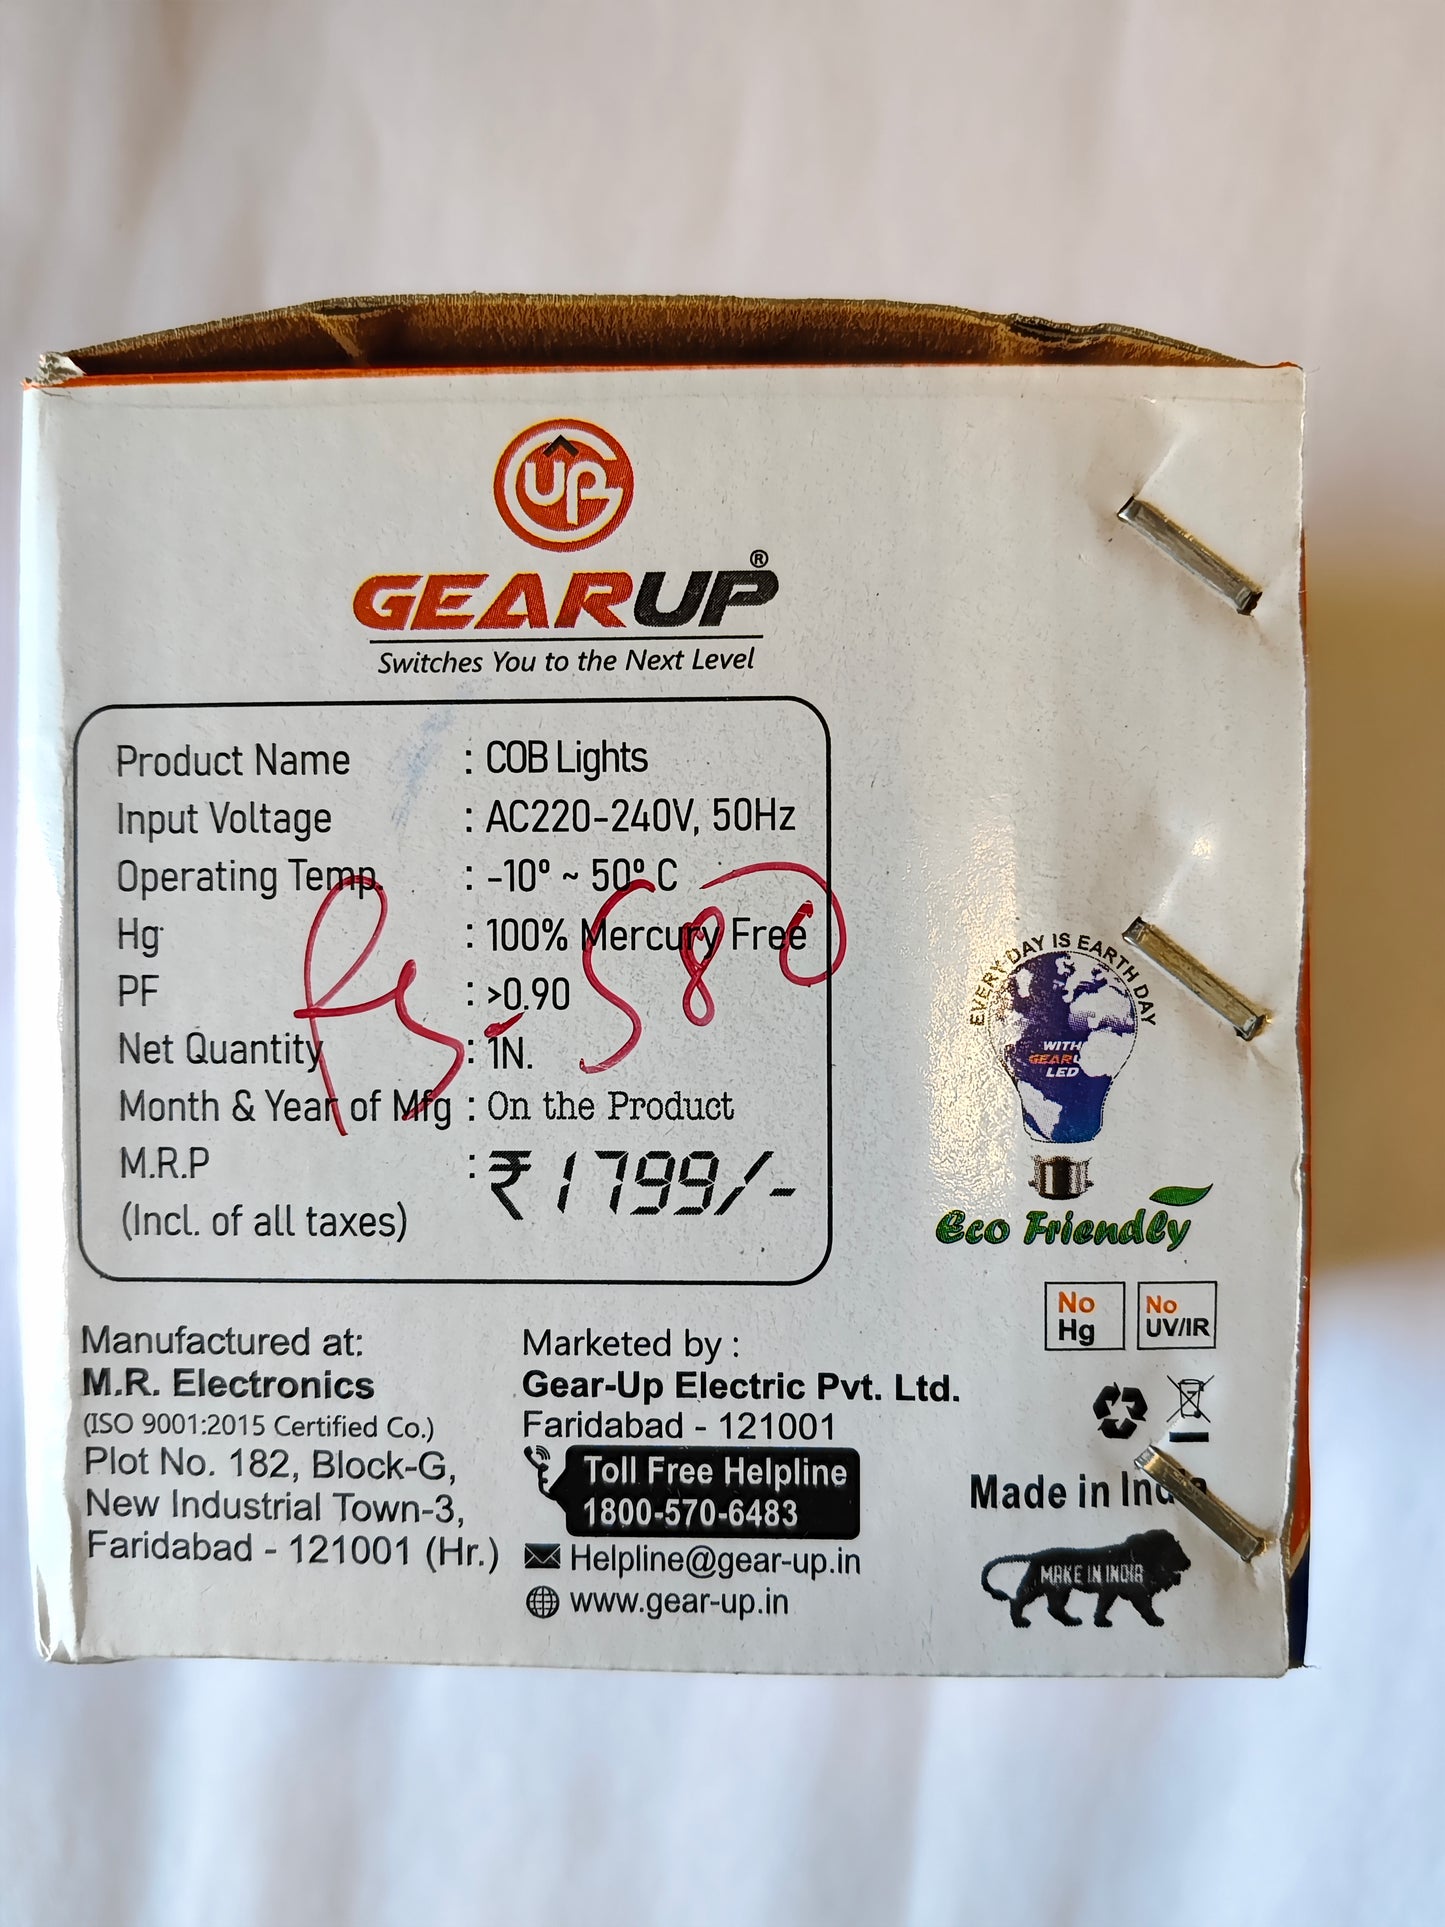 UP
GEARUP®
Switches You to the Next Level
Product Name : COB Lights
Input Voltage : AC220-240V, 50Hz
Operating Temp. : -10° ~ 50° C
Hg : 100% Mercury Free
PF : >0.90
Net Quantity : 1N.
Month & Year of Mfg : On the Product
M.R.P : ₹1799/-
(Incl. of all taxes)
Rs- 580
EVERY DAY IS EARTH DAY
WITH
GEARU
LED
Eco Friendly
No
Hg
No
UV/IR
Manufactured at:
M.R. Electronics
(ISO 9001:2015 Certified Co.)
Plot No. 182, Block-G,
New Industrial Town-3,
Faridabad - 121001 (Hr.)
Marketed by :
Gear-Up Electric Pvt. Ltd.
Faridabad - 121001
Toll Free Helpline
1800-570-6483
Helpline@gear-up.in
www.gear-up.in
Made in India
MAKE IN INDIA